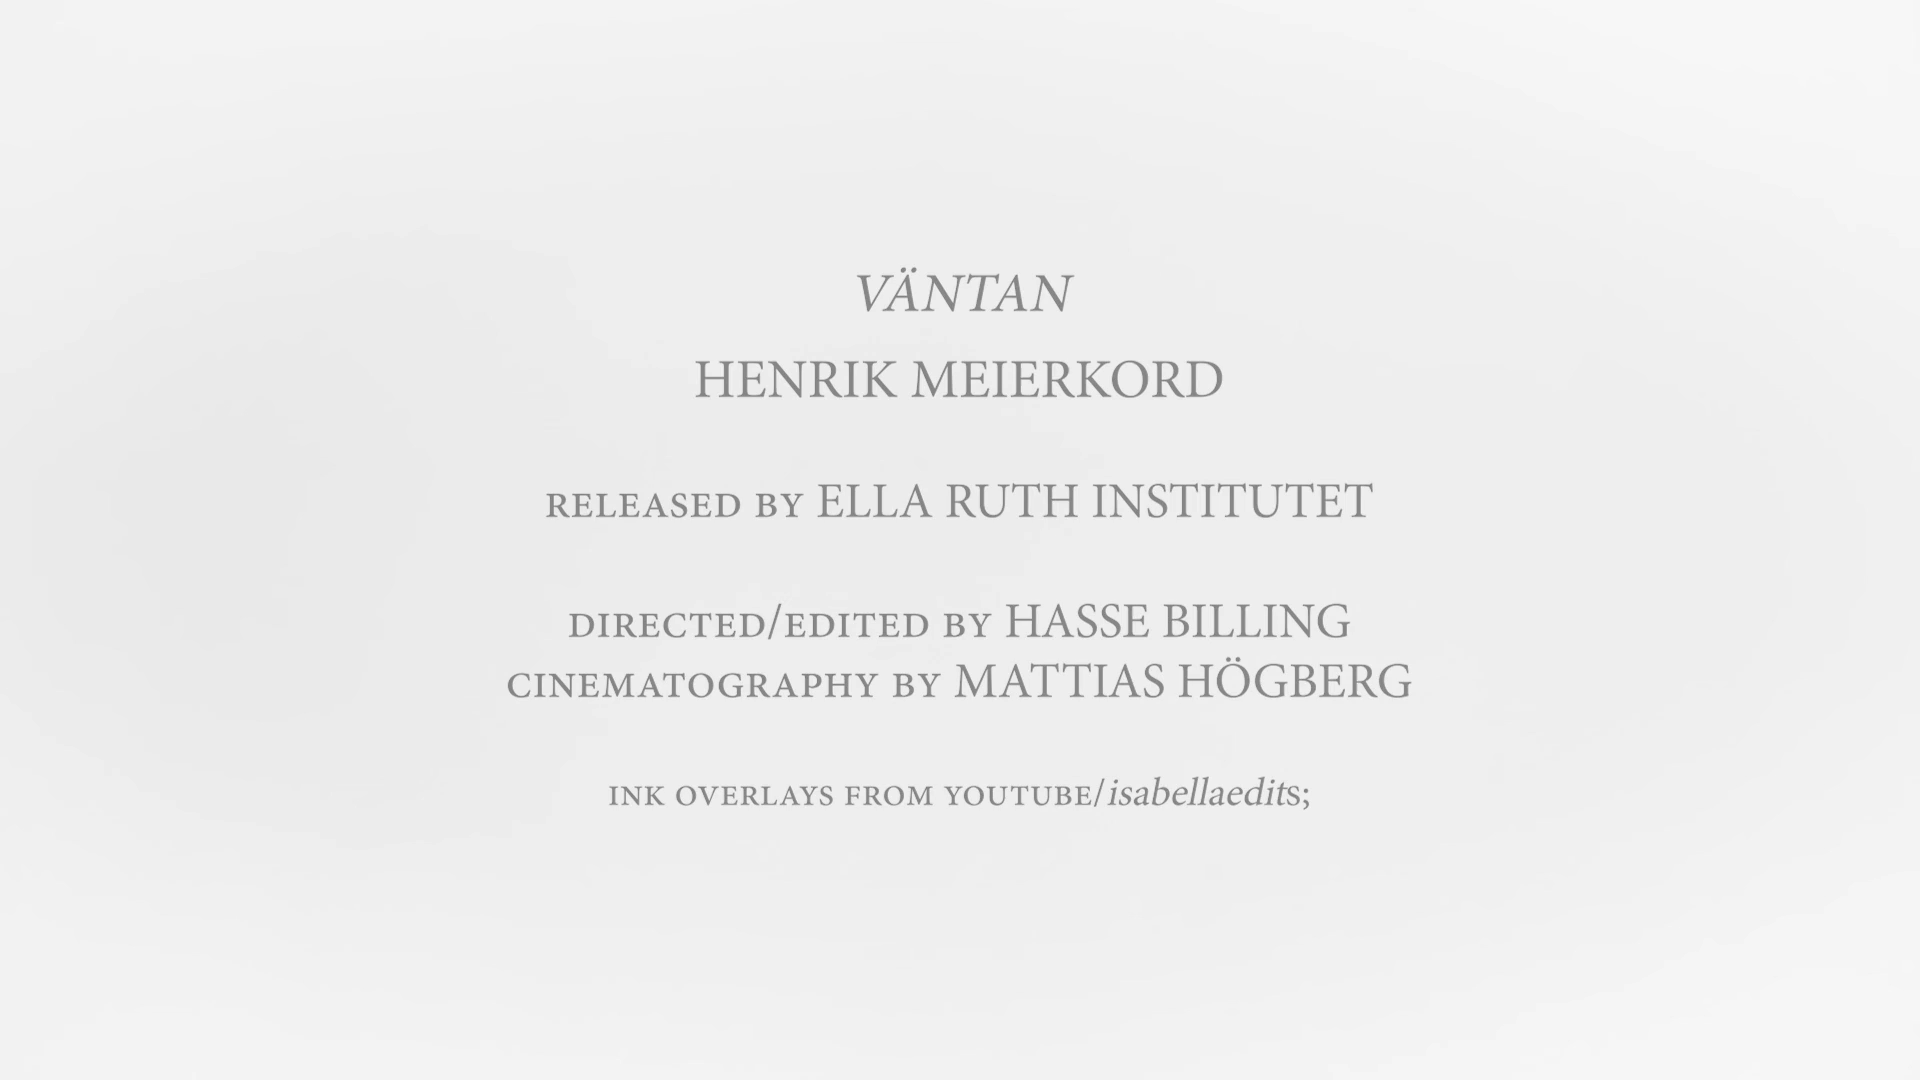 VÄNTAN
HENRIK MEIERKORD
RELEASED BY ELLA RUTH INSTITUTET
DIRECTED/EDITED BY HASSE BILLING
CINEMATOGRAPHY BY MATTIAS HÖGBERG
INK OVERLAYS FROM YOUTUBE/isabellaedits;